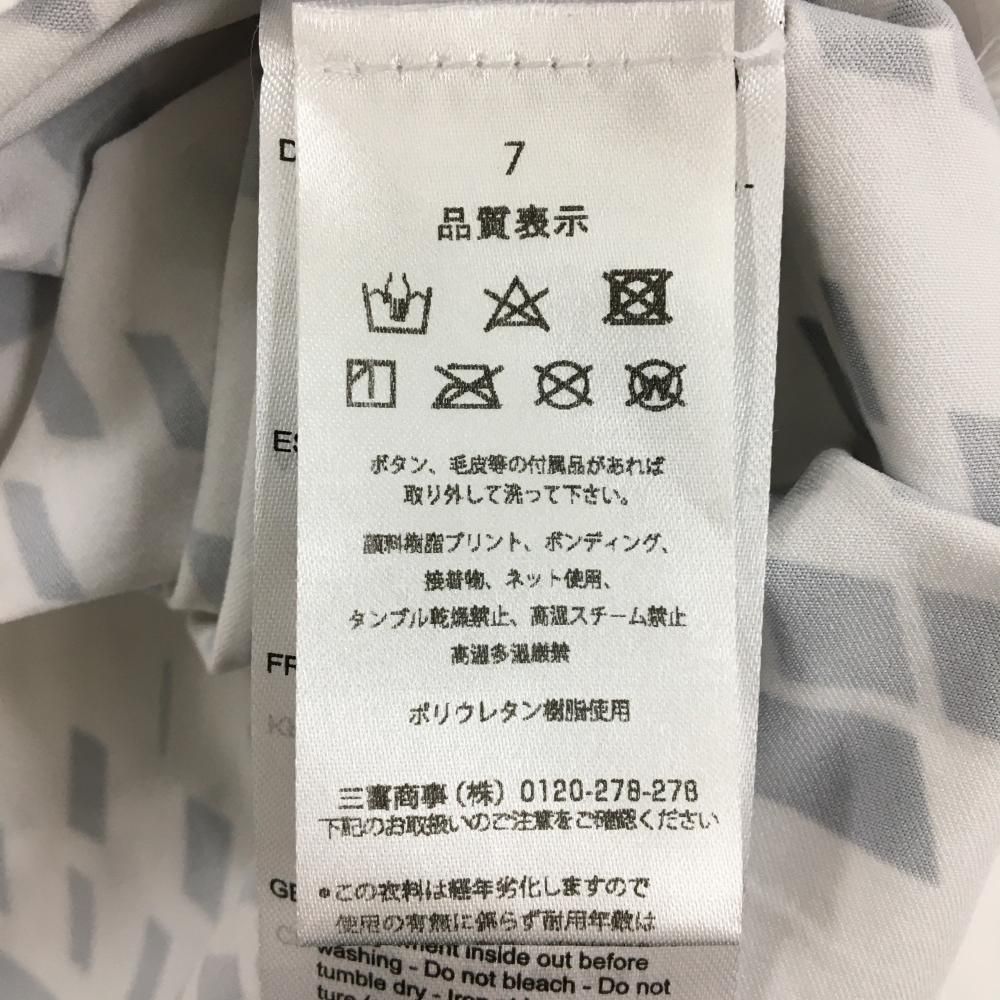 7
品質表示
ボタン、毛皮等の付属品があれば
取り外して洗って下さい。
顔料樹脂プリント、ボンディング、
接着物、ネット使用、
タンブル乾燥禁止、高温スチーム禁止
高温多湿厳禁
ポリウレタン樹脂使用
三喜商事（株）0120-278-278
下記のお取扱いのご注意をご確認ください
*この衣料は経年劣化しますので
使用の有無に係らず耐用年数は
D
ES
FR
GE
inside out before
washing - Do not bleach - Do not
tumble dry -